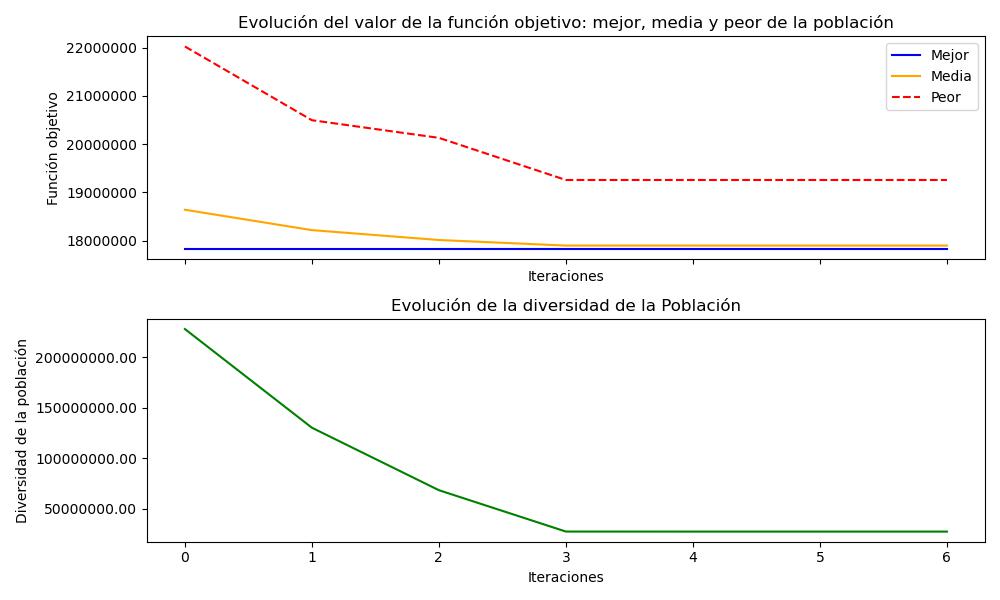 Evolución del valor de la función objetivo: mejor, media y peor de la población
Función objetivo
22000000
21000000
20000000
19000000
18000000
Mejor
Media
Peor
Iteraciones
Evolución de la diversidad de la Población
Diversidad de la población
200000000.00
150000000.00
100000000.00
50000000.00
0 1 2 3 4 5 6
Iteraciones